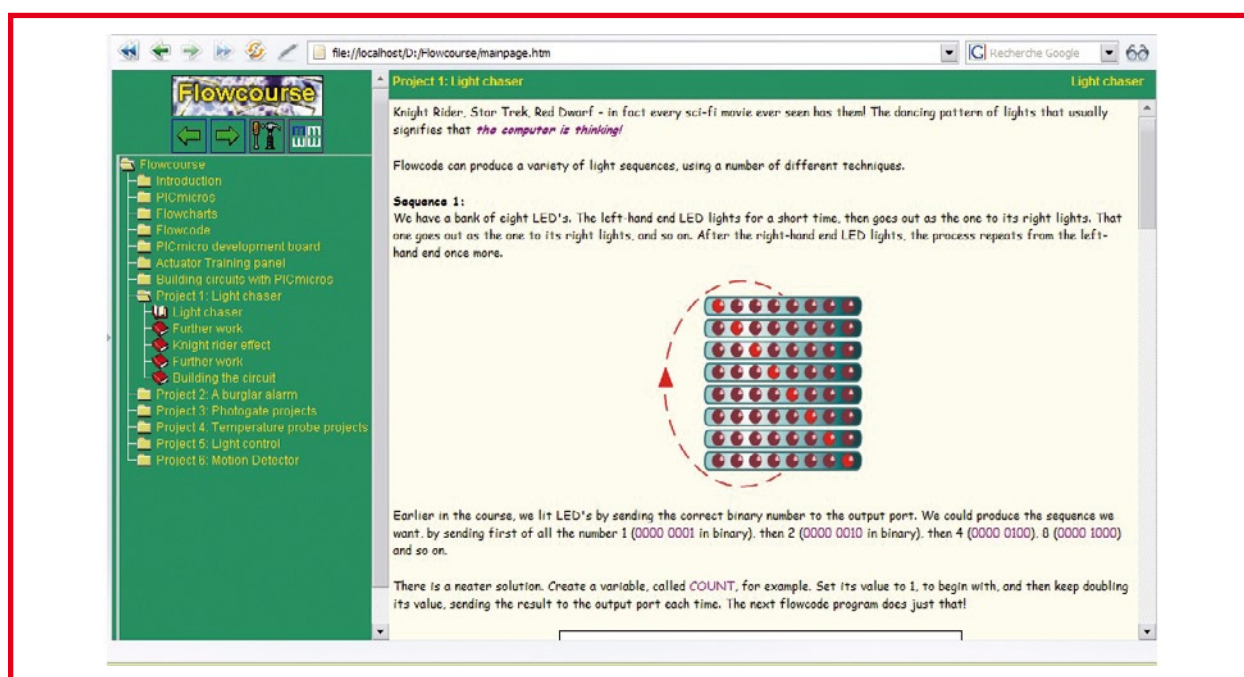 file://localhost/D:/Flowcourse/mainpage.htm
Recherche Google
Flowcourse
Flowcourse
Introduction
PICmicros
Flowcharts
Flowcode
PICmicro development board
Actuator Training panel
Building circuits with PICmicros
Project 1: Light chaser
Light chaser
Further work
Knight rider effect
Further work
Building the circuit
Project 2: A burglar alarm
Project 3: Photogate projects
Project 4: Temperature probe projects
Project 5: Light control
Project 6: Motion Detector
Project 1: Light chaser
Light chaser
Knight Rider, Star Trek, Red Dwarf - in fact every sci-fi movie ever seen has them! The dancing pattern of lights that usually
signifies that the computer is thinking!
Flowcode can produce a variety of light sequences, using a number of different techniques.
Sequence 1:
We have a bank of eight LED's. The left-hand end LED lights for a short time, then goes out as the one to its right lights. That
one goes out as the one to its right lights, and so on. After the right-hand end LED lights, the process repeats from the left-
hand end once more.
Earlier in the course, we lit LED's by sending the correct binary number to the output port. We could produce the sequence we
want, by sending first of all the number 1 (0000 0001 in binary), then 2 (0000 0010 in binary), then 4 (0000 0100), 8 (0000 1000)
and so on.
There is a neater solution. Create a variable, called COUNT, for example. Set its value to 1, to begin with, and then keep doubling
its value, sending the result to the output port each time. The next flowcode program does just that!